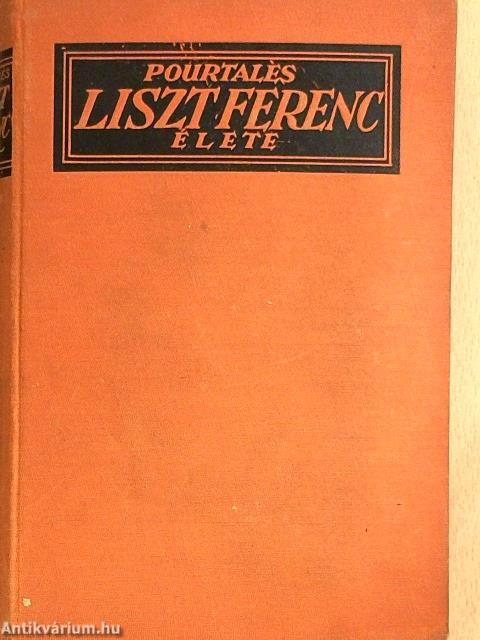 POURTALÈS
LISZT FERENC
ÉLETE
Antikvárium.hu